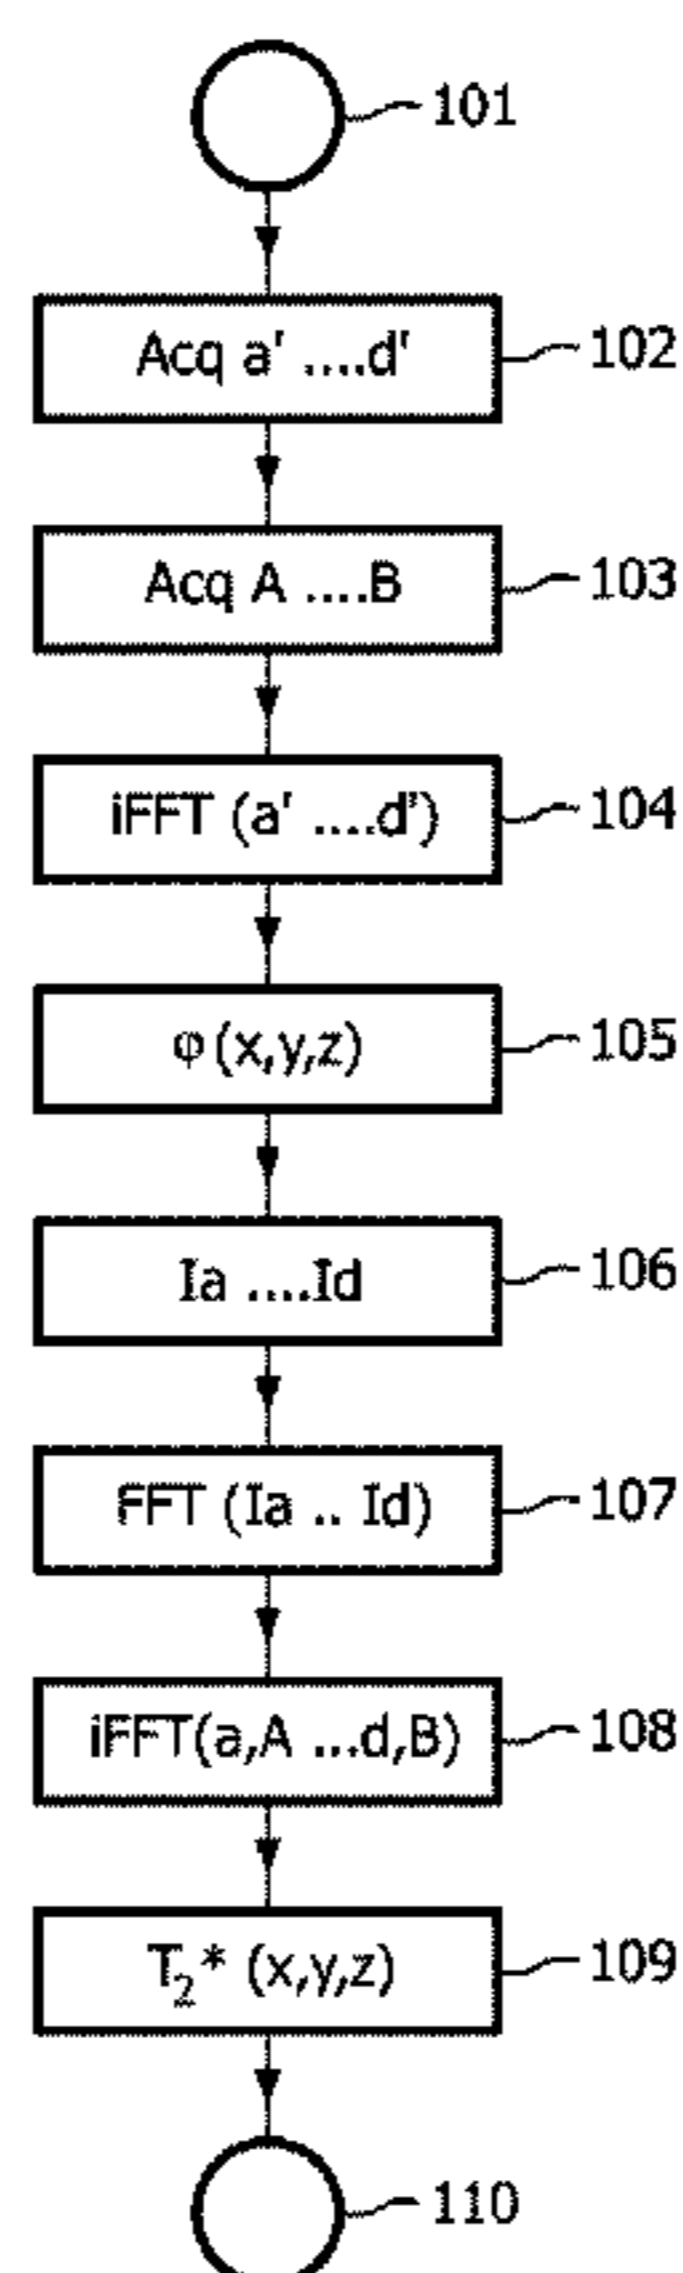 101
Acq a' ....d'
102
Acq A ....B
103
iFFT (a' ....d')
104
φ (x,y,z)
105
Ia ....Id
106
FFT (Ia .. Id)
107
iFFT(a,A ...d,B)
108
T₂* (x,y,z)
109
110